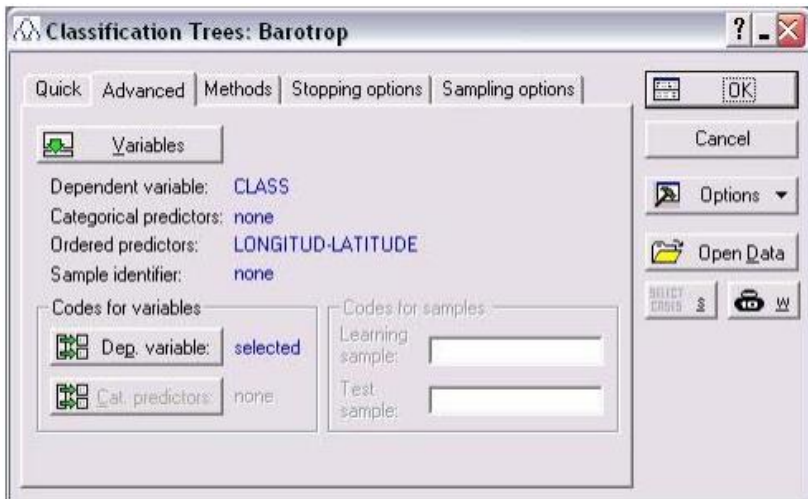 Classification Trees: Barotrop
Quick Advanced Methods Stopping options Sampling options
Variables
Dependent variable: CLASS
Categorical predictors: none
Ordered predictors: LONGITUD-LATITUDE
Sample identifier: none
Codes for variables
Dep. variable: selected
Cat. predictors: none
Codes for samples
Learning sample:
Test sample:
OK
Cancel
Options
Open Data
SELECT CASES S
W